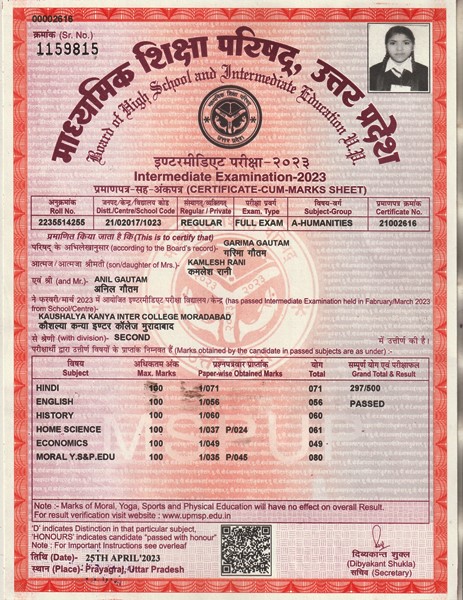 00002616
क्रमांक (Sr. No.)
1159815
माध्यमिक शिक्षा परिषद्, उत्तर प्रदेश
Board of High School and Intermediate Education U.P.
इण्टरमीडिएट परीक्षा-२०२३
Intermediate Examination-2023
प्रमाणपत्र-सह-अंकपत्र (CERTIFICATE-CUM-MARKS SHEET)
अनुक्रमांक जनपद/केन्द्र/विद्यालय कोड संस्थागत/व्यक्तिगत परीक्षा प्रवर्ग विषय-वर्ग प्रमाणपत्र क्रमांक
Roll No. Distt./Centre/School Code Regular / Private Exam. Type Subject-Group Certificate No.
2235514255 21/02017/1023 REGULAR FULL EXAM A-HUMANITIES 21002616
प्रमाणित किया जाता है कि(This is to certify that) GARIMA GAUTAM
परिषद् के अभिलेखानुसार (according to the Board's record)- गरिमा गौतम
आत्मज / आत्मजा श्रीमती (son/daughter of Mrs.)- KAMLESH RANI
कमलेश रानी
एवं श्री (and Mr.)- ANIL GAUTAM
अनिल गौतम
ने फरवरी/मार्च 2023 में आयोजित इण्टरमीडिएट परीक्षा विद्यालय/केन्द्र (has passed Intermediate Examination held in Fabruary/March 2023
from School/Centre)-
KAUSHALYA KANYA INTER COLLEGE MORADABAD
कौशल्या कन्या इण्टर कॉलेज मुरादाबाद
से श्रेणी (with division)- SECOND में उत्तीर्ण की है।
परीक्षार्थी द्वारा उत्तीर्ण विषयों के प्राप्तांक निम्नवत हैं (Marks obtained by the candidate in passed subjects are as under) :-
विषय अधिकतम अंक प्रश्नपत्रवार प्राप्तांक योग सम्पूर्ण योग एवं परीक्षाफल
Subject Max. Marks Paper-wise Obtained Marks Total Grand Total & Result
HINDI 100 1/071 071 297/500
ENGLISH 100 1/056 056 PASSED
HISTORY 100 1/060 060
HOME SCIENCE 100 1/037 P/024 061
ECONOMICS 100 1/049 049
MORAL Y.S&P.EDU 100 1/035 P/045 080
MSPUP
Note :- Marks of Moral, Yoga, Sports and Physical Education will have no effect on overall Result.
For result verification visit website : www.upmsp.edu.in
'D' indicates Distinction in that particular subject,
'HONOURS' indicates candidate "passed with honour"
Note : For Important Instructions see overleaf
तिथि (Date)- 25TH APRIL'2023
स्थान (Place)- Prayagraj, Uttar Pradesh
दिव्यकान्त शुक्ल
(Dibyakant Shukla)
सचिव (Secretary)